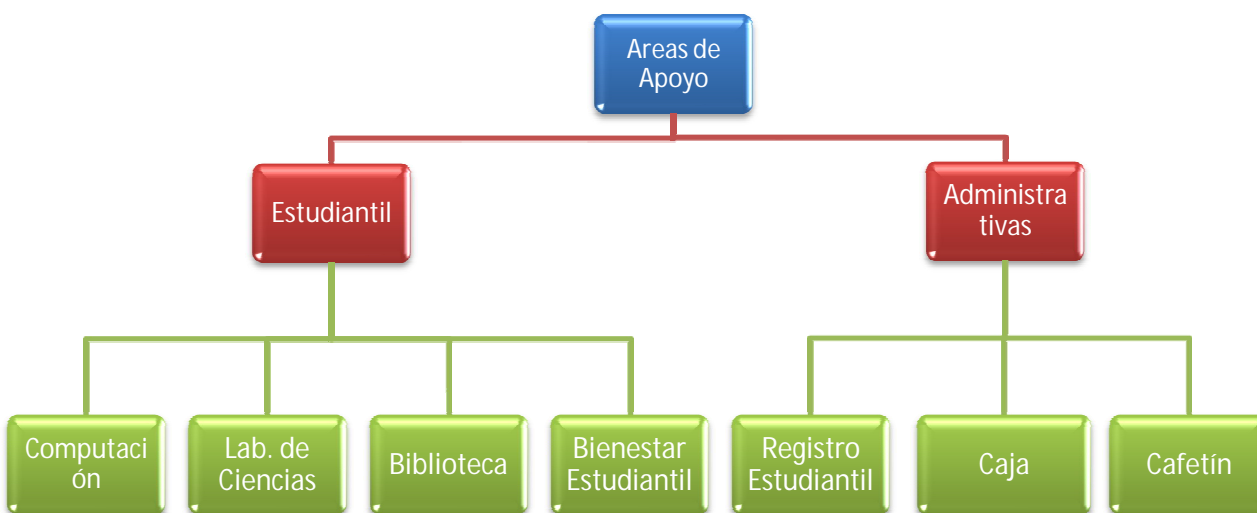 Areas de
Apoyo
Estudiantil
Administra
tivas
Computaci
ón
Lab. de
Ciencias
Biblioteca
Bienestar
Estudiantil
Registro
Estudiantil
Caja
Cafetín